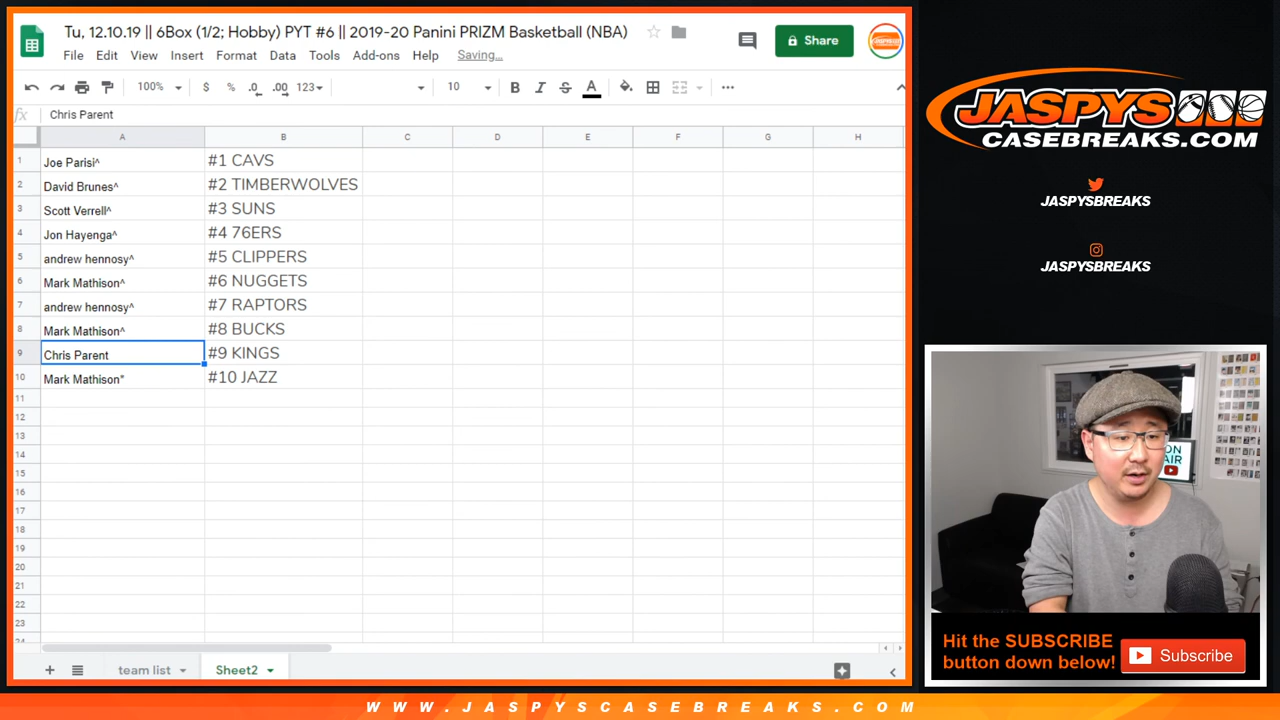 Tu, 12.10.19 || 6Box (1/2; Hobby) PYT #6 || 2019-20 Panini PRIZM Basketball (NBA)
File Edit View Insert Format Data Tools Add-ons Help Saving...
Share
100% $ % .0 .00 123 10 B I S A
fx Chris Parent
A B C D E F G H
1 Joe Parisi^ #1 CAVS
2 David Brunes^ #2 TIMBERWOLVES
3 Scott Verrell^ #3 SUNS
4 Jon Hayenga^ #4 76ERS
5 andrew hennosy^ #5 CLIPPERS
6 Mark Mathison^ #6 NUGGETS
7 andrew hennosy^ #7 RAPTORS
8 Mark Mathison^ #8 BUCKS
9 Chris Parent #9 KINGS
10 Mark Mathison* #10 JAZZ
11
12
13
14
15
16
17
18
19
20
21
22
23
team list Sheet2
JASPYS
CASEBREAKS.COM
JASPYSBREAKS
JASPYSBREAKS
ON
AIR
Hit the SUBSCRIBE
button down below!
Subscribe
WWW.JASPYSCASEBREAKS.COM